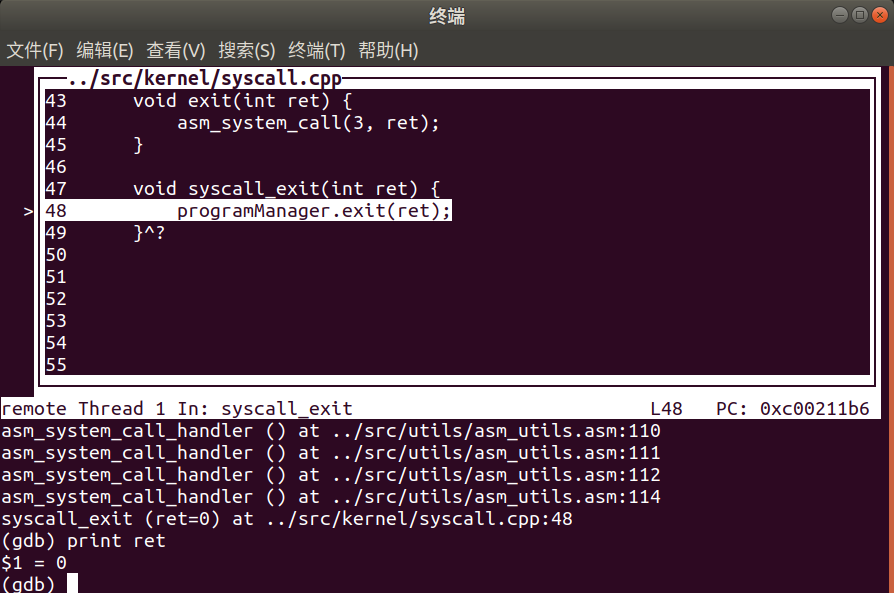 终端
文件(F) 编辑(E) 查看(V) 搜索(S) 终端(T) 帮助(H)
../src/kernel/syscall.cpp
43      void exit(int ret) {
44          asm_system_call(3, ret);
45      }
46
47      void syscall_exit(int ret) {
>48          programManager.exit(ret);
49      }^?
50
51
52
53
54
55
remote Thread 1 In: syscall_exit L48 PC: 0xc00211b6
asm_system_call_handler () at ../src/utils/asm_utils.asm:110
asm_system_call_handler () at ../src/utils/asm_utils.asm:111
asm_system_call_handler () at ../src/utils/asm_utils.asm:112
asm_system_call_handler () at ../src/utils/asm_utils.asm:114
syscall_exit (ret=0) at ../src/kernel/syscall.cpp:48
(gdb) print ret
$1 = 0
(gdb)